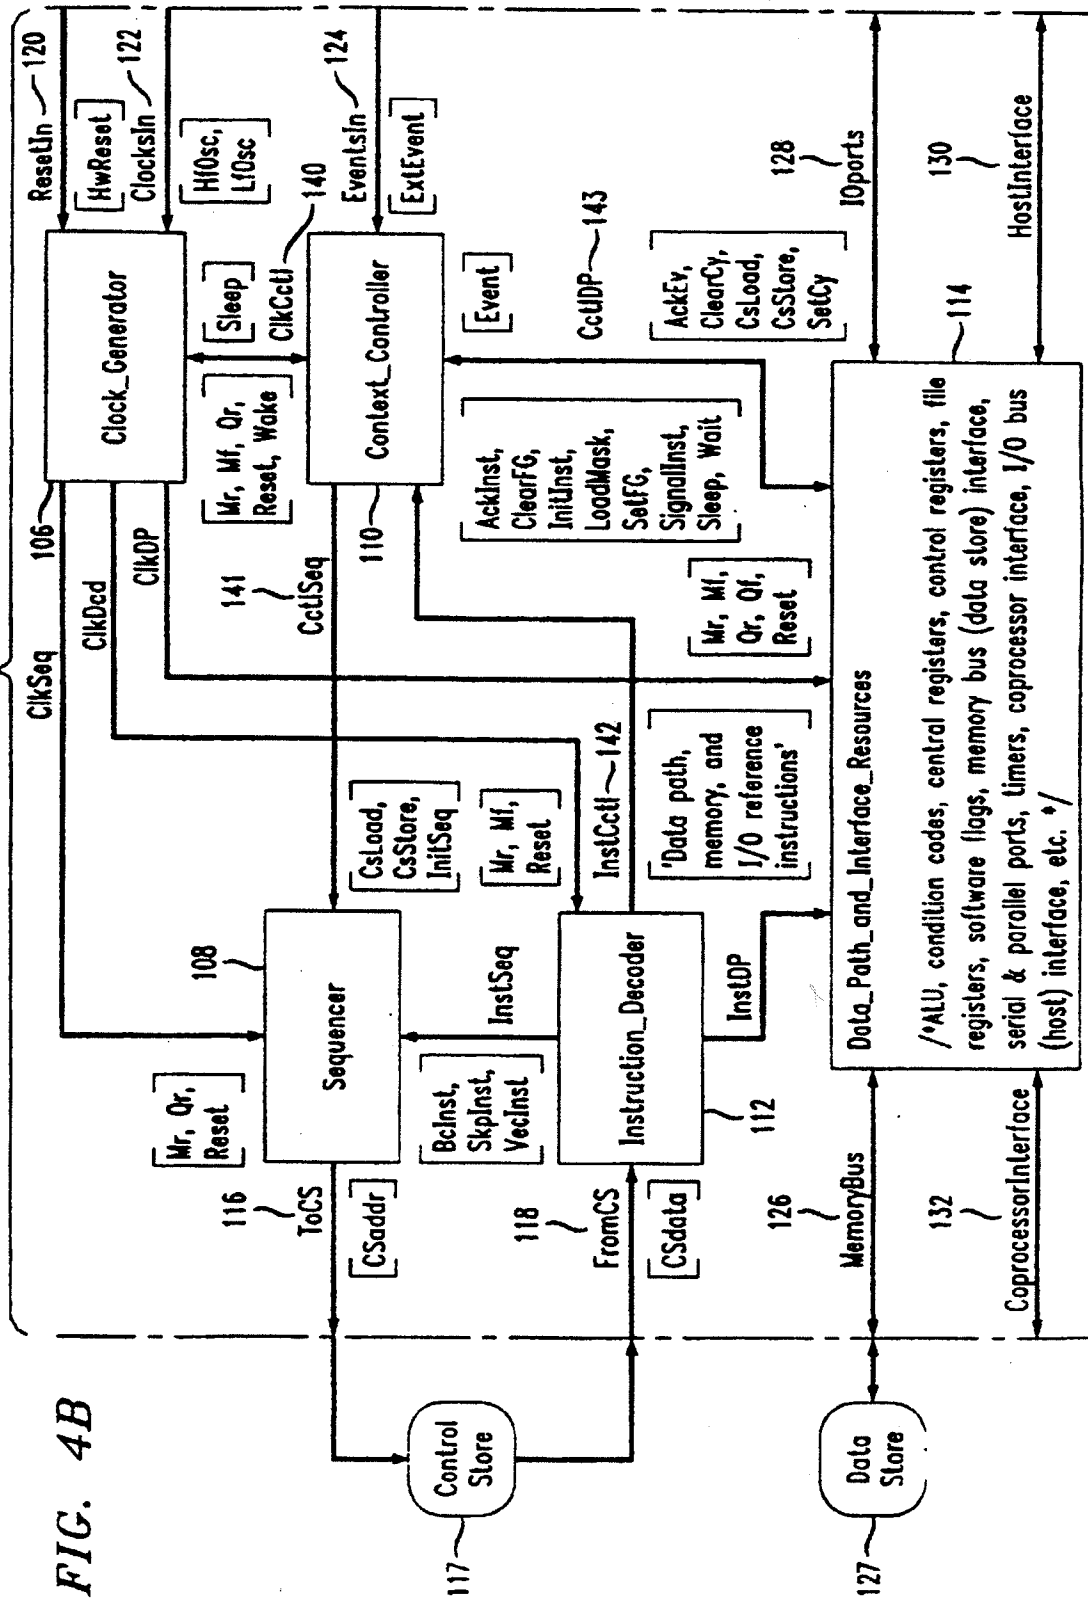 FIG. 4B
117
Control
Store
127
Data
Store
116
ToCS
[CSaddr]
118
FromCS
[CSdata]
126
MemoryBus
132
CoprocessorInterface
[Mr, Qr,
Reset]
108
Sequencer
[BcInst,
SkpInst,
VecInst]
InstSeq
Instruction_Decoder
112
InstDP
[CsLoad,
CsStore,
InitSeq]
[Mr, Mf,
Reset]
InstCctl
142
['Data path,
memory, and
I/O reference
instructions']
ClkSeq
ClkDcd
ClkDP
106
141
CctlSeq
110
[Mr, Mf,
Qr, Qf,
Reset]
Clock_Generator
[Mr, Mf, Qr,
Reset, Wake]
[Sleep]
ClkCctl
140
Context_Controller
[AckInst,
ClearFG,
InitInst,
LoadMask,
SetFG,
SignalInst,
Sleep, Wait]
[Event]
CctlDP
143
[AckEv,
ClearCy,
CsLoad,
CsStore,
SetCy]
ResetIn
120
[HwReset]
ClocksIn
122
[HfOsc,
LfOsc]
EventsIn
124
[ExtEvent]
128
IOports
130
HostInterface
114
Data_Path_and_Interface_Resources
/*ALU, condition codes, central registers, control registers, file
registers, software flags, memory bus (data store) interface,
serial & parallel ports, timers, coprocessor interface, I/O bus
(host) interface, etc. */